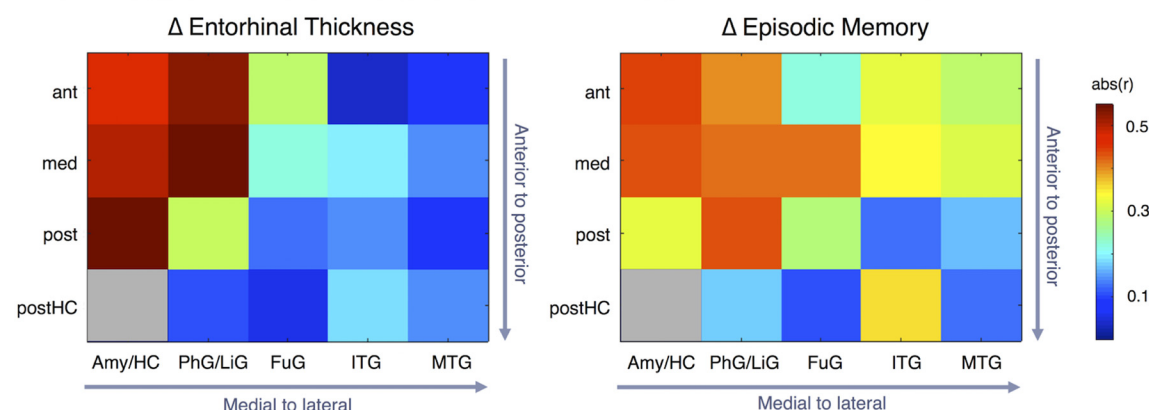 Δ Entorhinal Thickness
Δ Episodic Memory
ant
med
post
postHC
Amy/HC PhG/LiG FuG ITG MTG
Medial to lateral
Anterior to posterior
ant
med
post
postHC
Amy/HC PhG/LiG FuG ITG MTG
Medial to lateral
Anterior to posterior
abs(r)
0.5
0.3
0.1